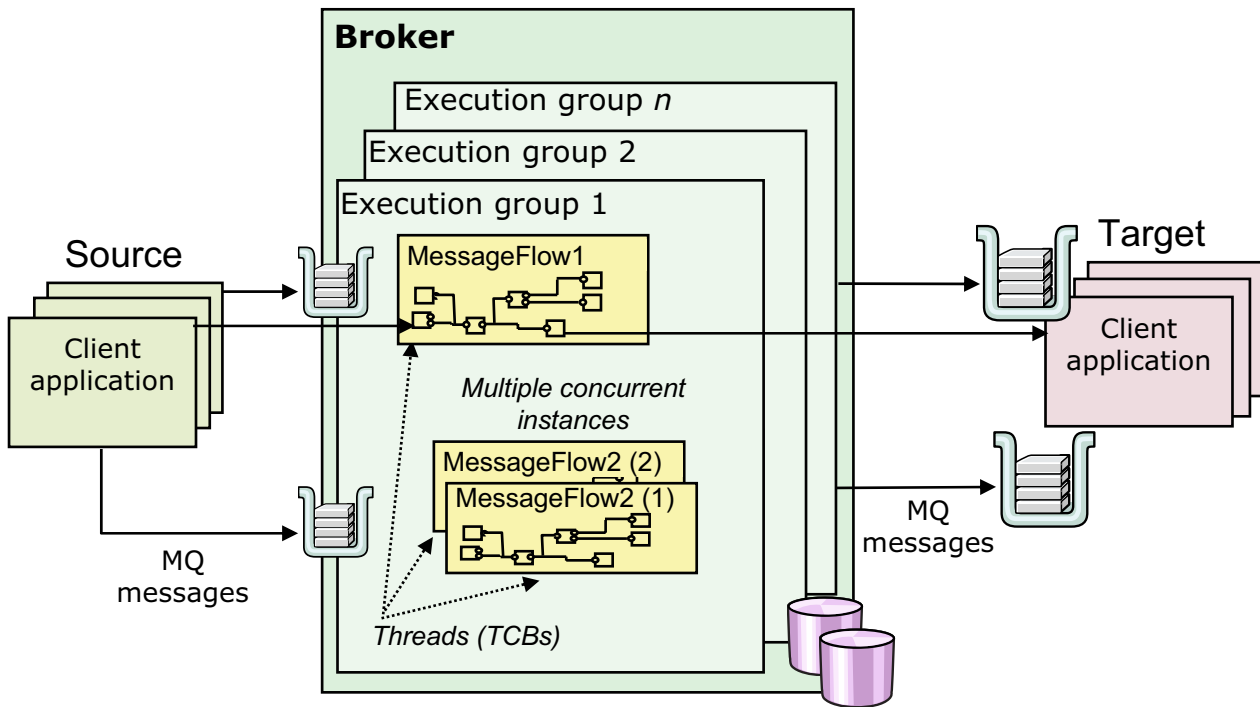 Broker
Execution group n
Execution group 2
Execution group 1
Source
Client
application
MQ
messages
MessageFlow1
Multiple concurrent
instances
MessageFlow2 (2)
MessageFlow2 (1)
Threads (TCBs)
Target
Client
application
MQ
messages